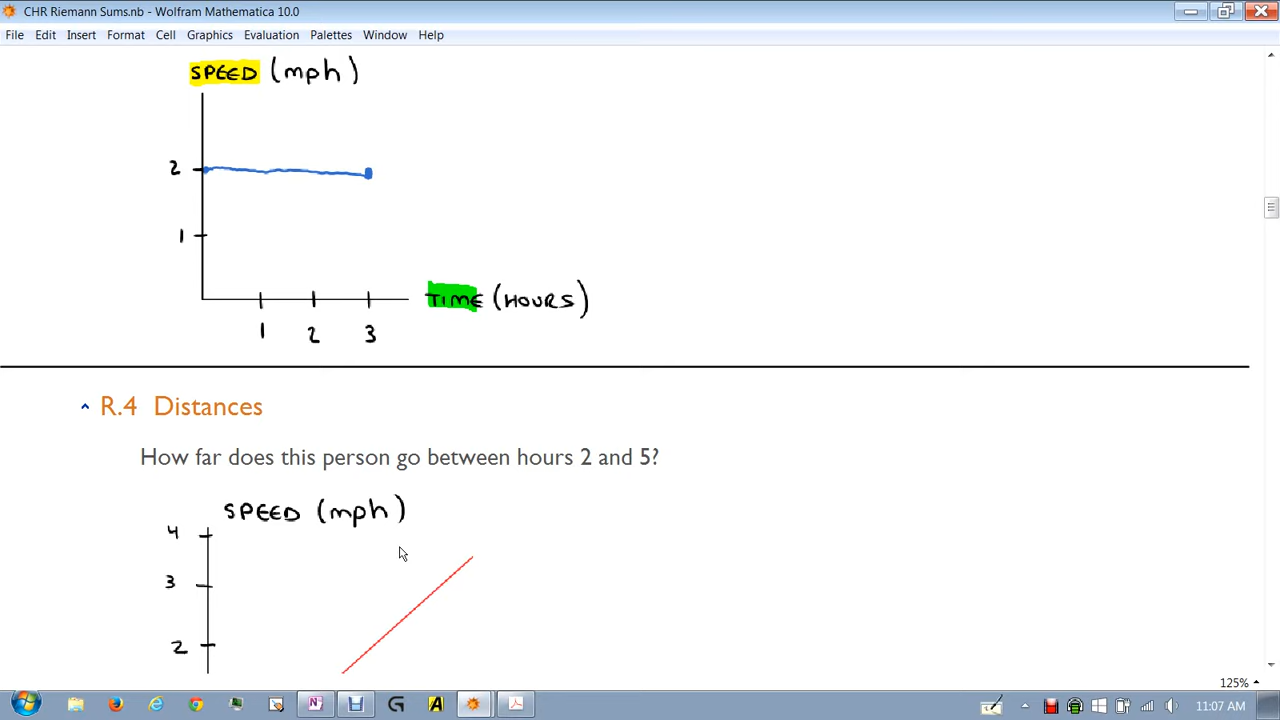 CHR Riemann Sums.nb - Wolfram Mathematica 10.0
File Edit Insert Format Cell Graphics Evaluation Palettes Window Help
SPEED (mph)
2
1
TIME (HOURS)
1 2 3
R.4 Distances
How far does this person go between hours 2 and 5?
SPEED (mph)
4
3
2
125%
11:07 AM